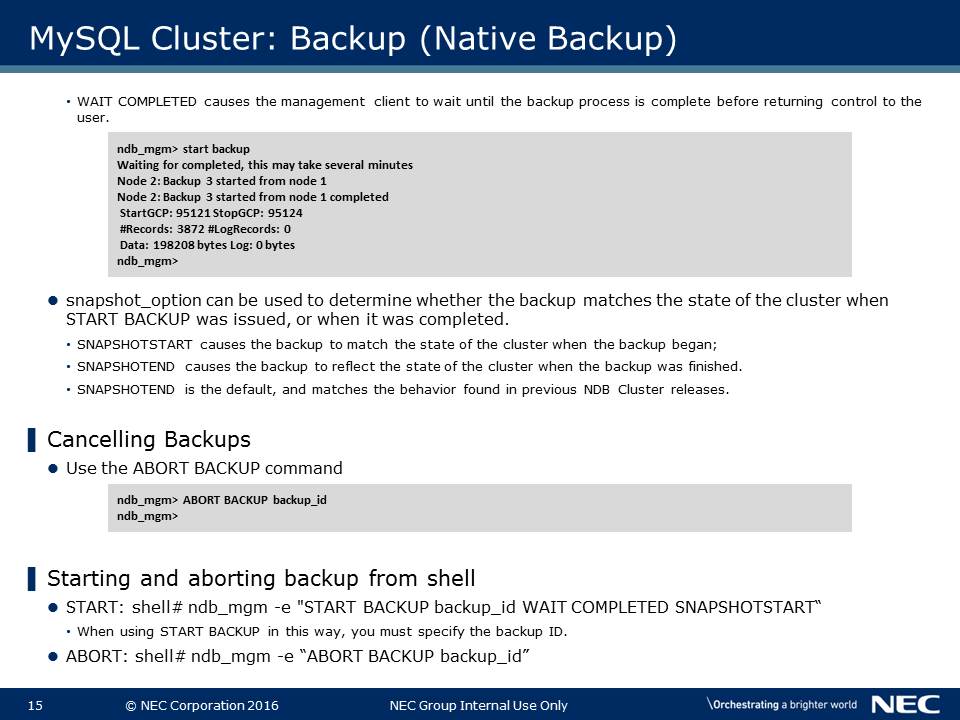 MySQL Cluster: Backup (Native Backup)
• WAIT COMPLETED causes the management client to wait until the backup process is complete before returning control to the
user.
ndb_mgm> start backup
Waiting for completed, this may take several minutes
Node 2: Backup 3 started from node 1
Node 2: Backup 3 started from node 1 completed
StartGCP: 95121 StopGCP: 95124
#Records: 3872 #LogRecords: 0
Data: 198208 bytes Log: 0 bytes
ndb_mgm>
● snapshot_option can be used to determine whether the backup matches the state of the cluster when
START BACKUP was issued, or when it was completed.
• SNAPSHOTSTART causes the backup to match the state of the cluster when the backup began;
• SNAPSHOTEND causes the backup to reflect the state of the cluster when the backup was finished.
• SNAPSHOTEND is the default, and matches the behavior found in previous NDB Cluster releases.
Cancelling Backups
● Use the ABORT BACKUP command
ndb_mgm> ABORT BACKUP backup_id
ndb_mgm>
Starting and aborting backup from shell
● START: shell# ndb_mgm -e "START BACKUP backup_id WAIT COMPLETED SNAPSHOTSTART“
• When using START BACKUP in this way, you must specify the backup ID.
● ABORT: shell# ndb_mgm -e “ABORT BACKUP backup_id”
15 © NEC Corporation 2016 NEC Group Internal Use Only \Orchestrating a brighter world NEC